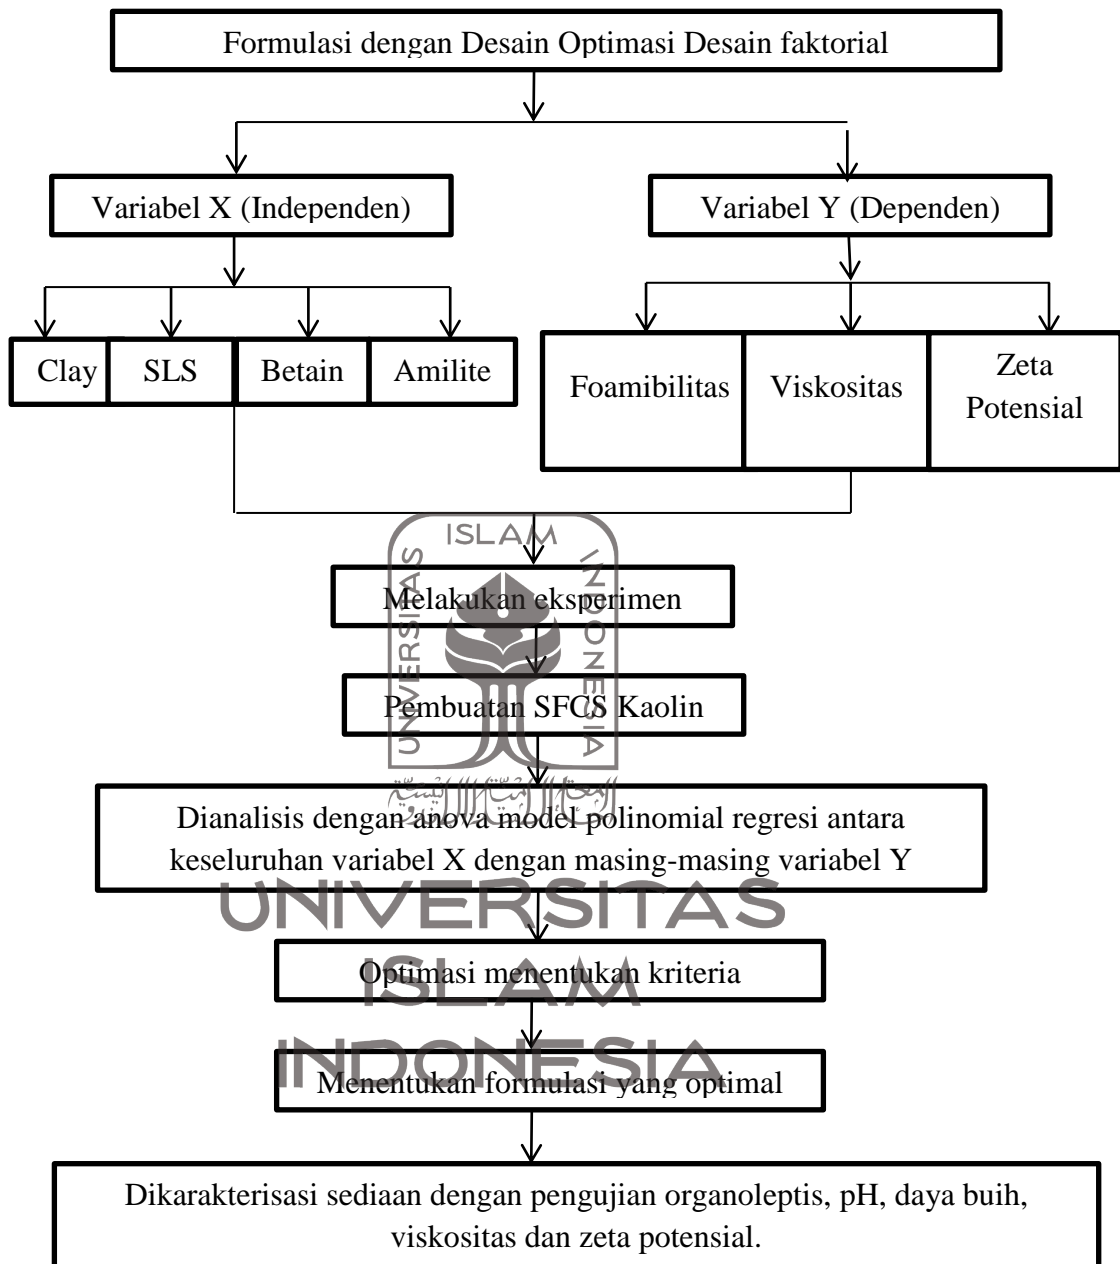 Formulasi dengan Desain Optimasi Desain faktorial
Variabel X (Independen)
Variabel Y (Dependen)
Clay
SLS
Betain
Amilite
Foamibilitas
Viskositas
Zeta
Potensial
ISLAM
UNIVERSITAS
INDONESIA
Melakukan eksperimen
Pembuatan SFCS Kaolin
Dianalisis dengan anova model polinomial regresi antara
keseluruhan variabel X dengan masing-masing variabel Y
UNIVERSITAS
Optimasi menentukan kriteria
ISLAM
Menentukan formulasi yang optimal
INDONESIA
Dikarakterisasi sediaan dengan pengujian organoleptis, pH, daya buih,
viskositas dan zeta potensial.